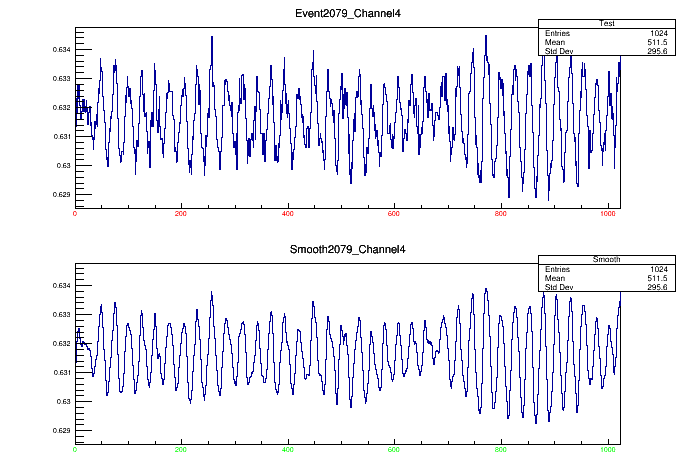 Event2079_Channel4
Test
Entries 1024
Mean 511.5
Std Dev 295.6
0.634
0.633
0.632
0.631
0.63
0.629
0 200 400 600 800 1000
Smooth2079_Channel4
Smooth
Entries 1024
Mean 511.5
Std Dev 295.6
0.634
0.633
0.632
0.631
0.63
0.629
0 200 400 600 800 1000